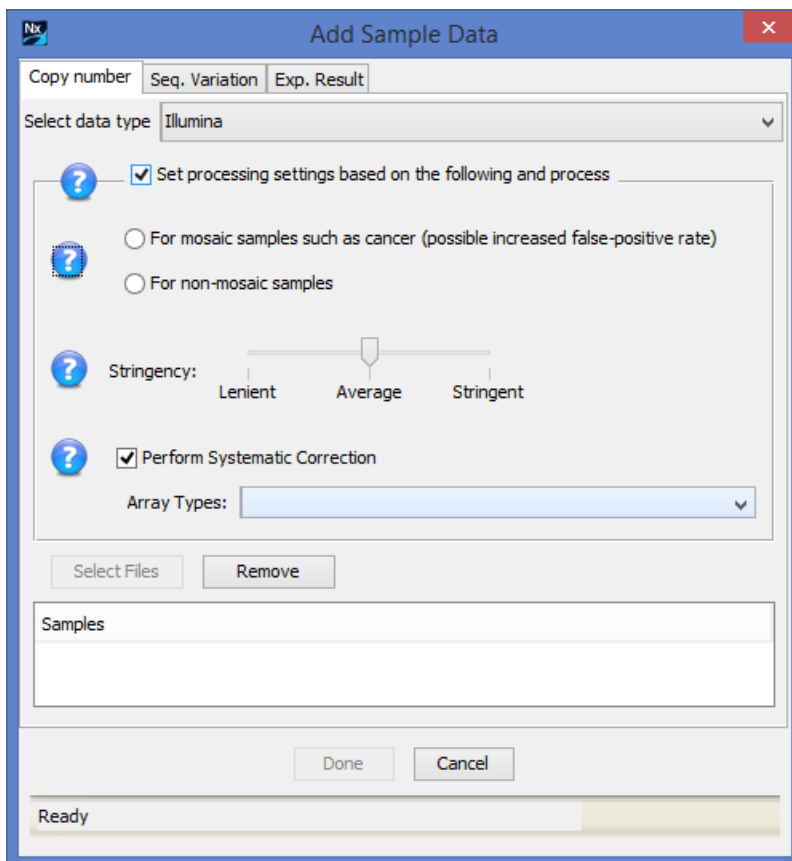 Nx
Add Sample Data
Copy number Seq. Variation Exp. Result
Select data type Illumina
? Set processing settings based on the following and process
? For mosaic samples such as cancer (possible increased false-positive rate)
For non-mosaic samples
? Stringency:
Lenient Average Stringent
? Perform Systematic Correction
Array Types:
Select Files Remove
Samples
Done Cancel
Ready